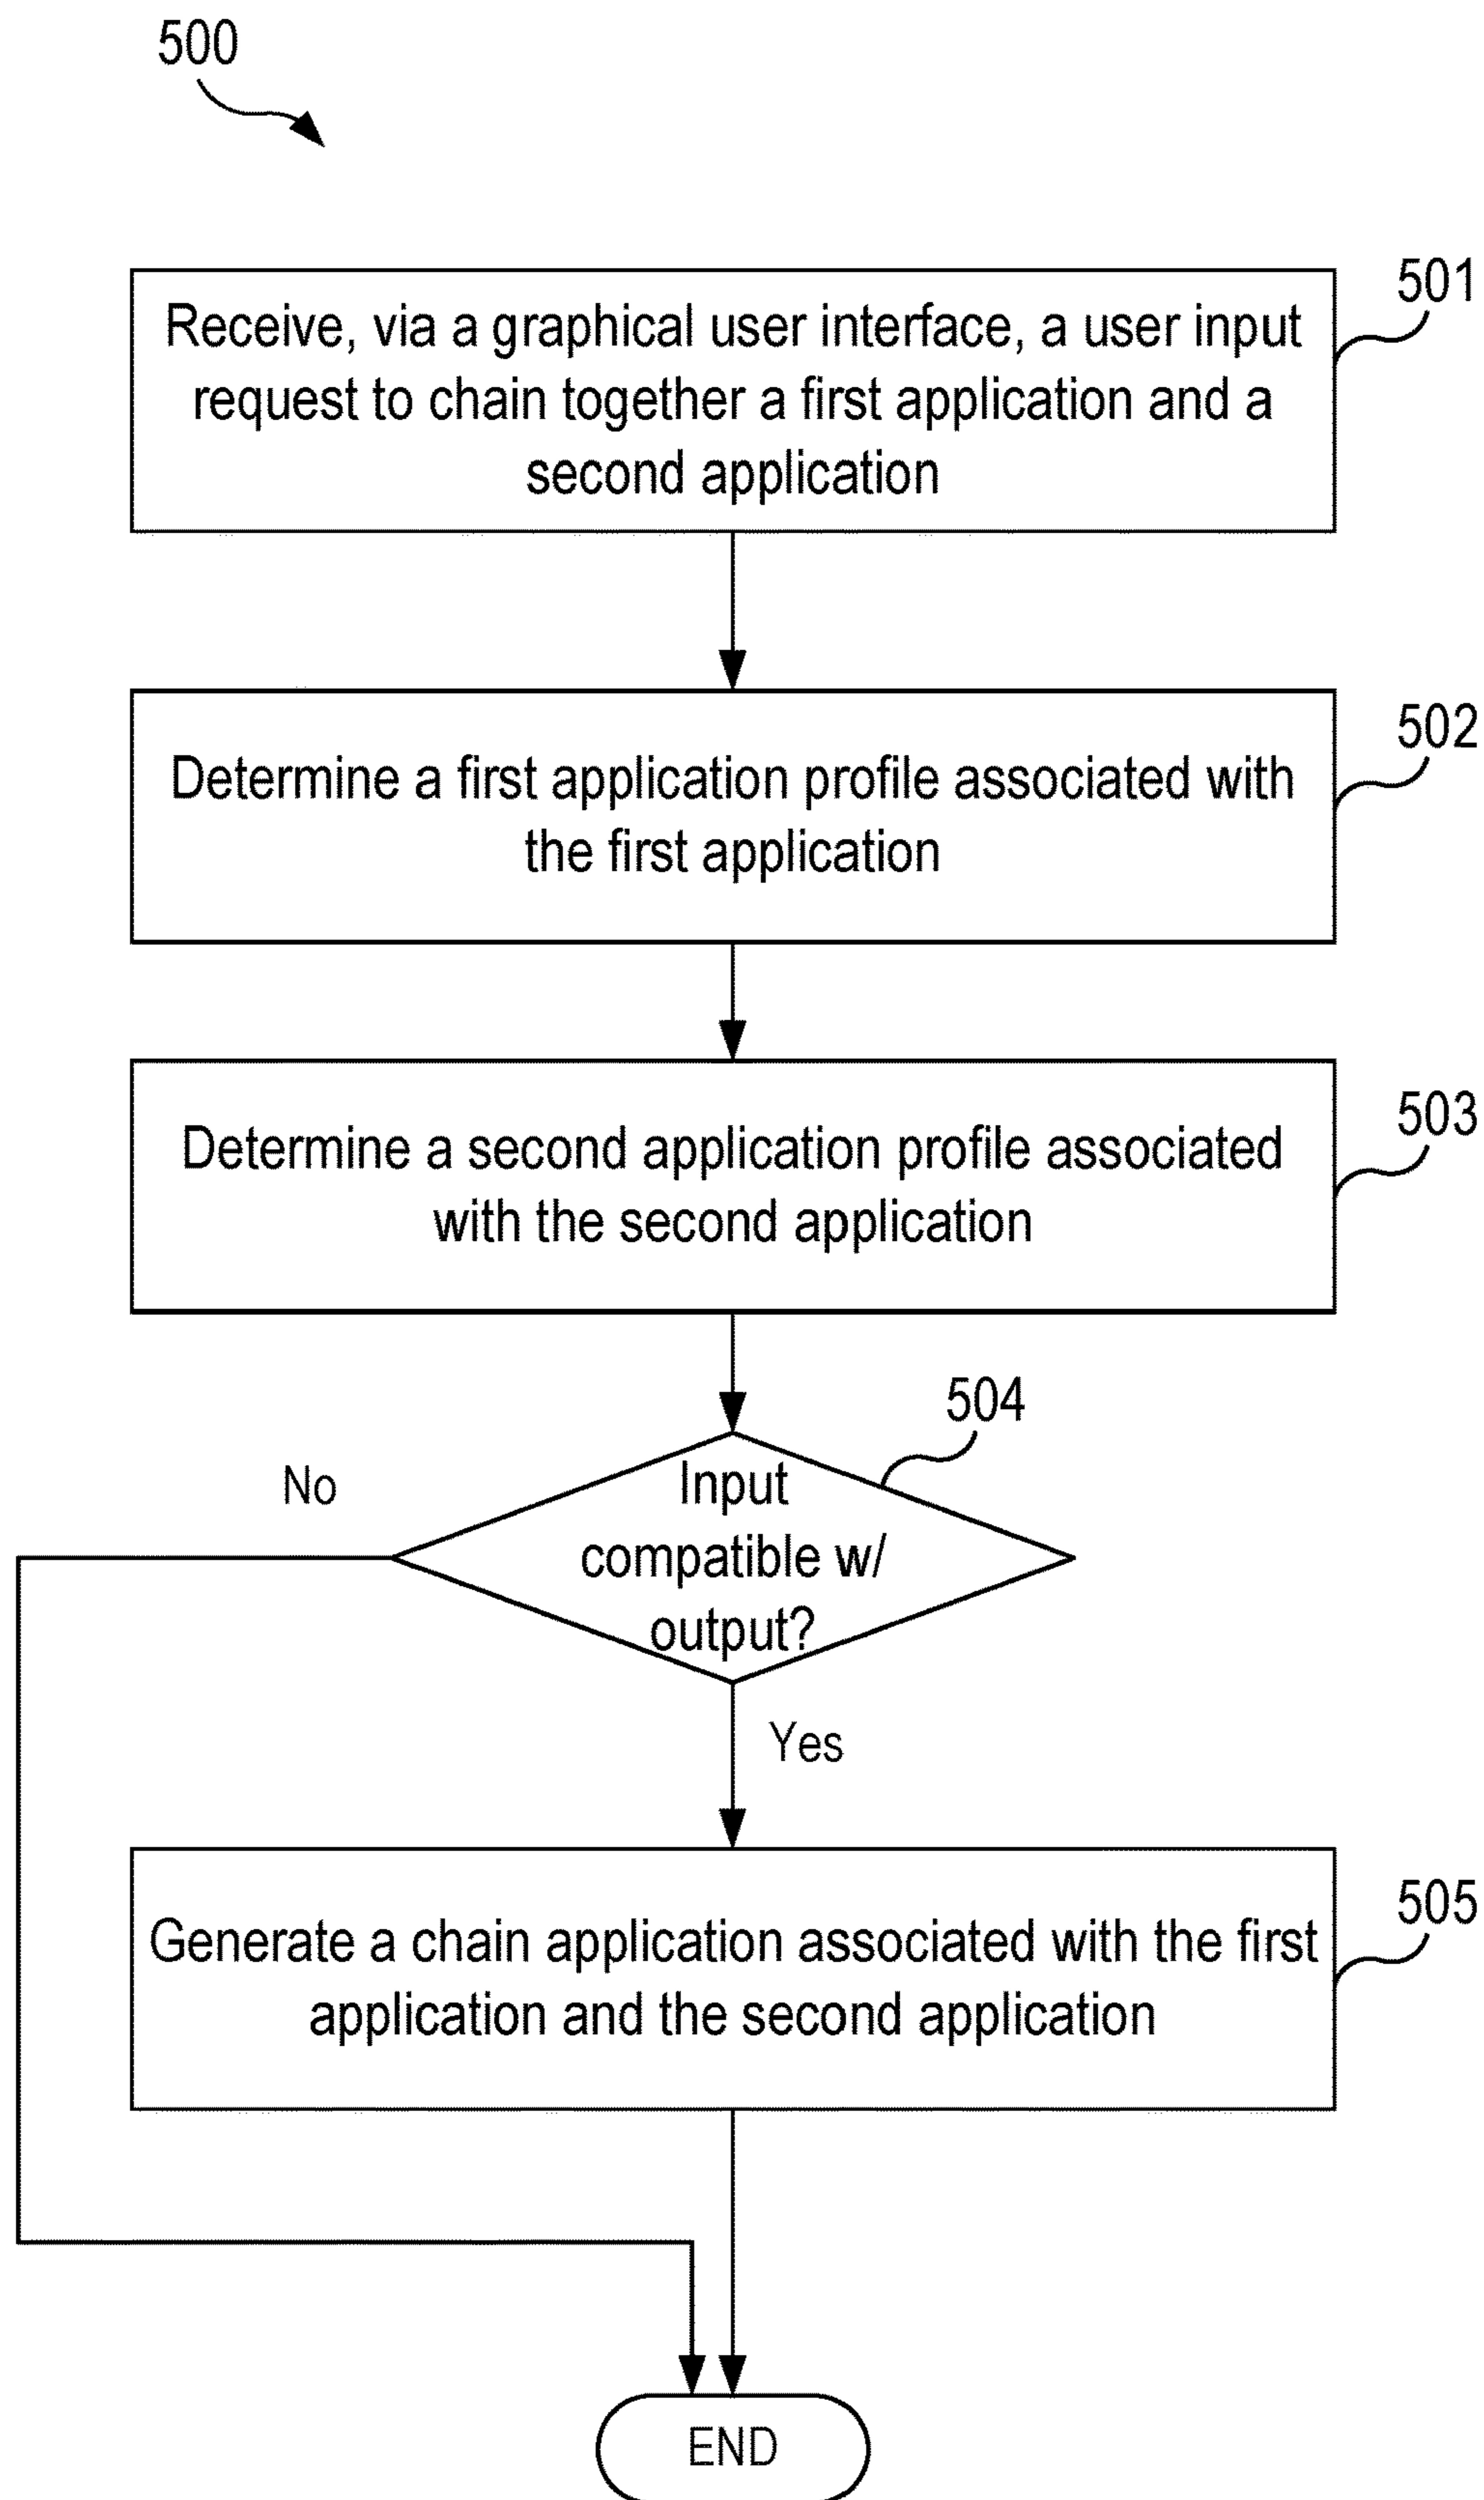 500
501
Receive, via a graphical user interface, a user input
request to chain together a first application and a
second application
502
Determine a first application profile associated with
the first application
503
Determine a second application profile associated
with the second application
504
No
Input
compatible w/
output?
Yes
505
Generate a chain application associated with the first
application and the second application
END